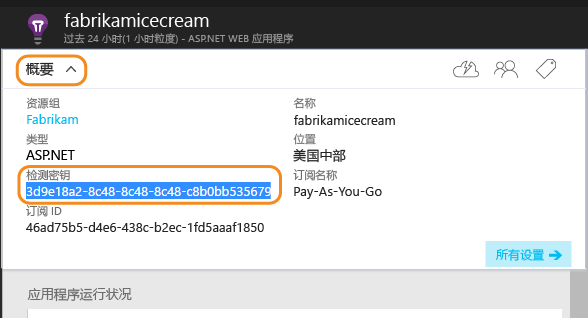 fabrikamicecream
过去 24 小时(1 小时粒度) - ASP.NET WEB 应用程序
概要
资源组
名称
Fabrikam
fabrikamicecream
类型
位置
ASP.NET
美国中部
检测密钥
订阅名称
3d9e18a2-8c48-8c48-8c48-c8b0bb535679
Pay-As-You-Go
订阅 ID
46ad75b5-d4e6-438c-b2ec-1fd5aaaf1850
所有设置
应用程序运行状况